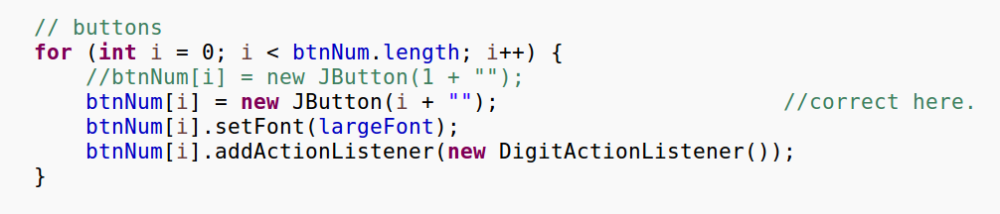 // buttons
for (int i = 0; i < btnNum.length; i++) {
    //btnNum[i] = new JButton(1 + "");
    btnNum[i] = new JButton(i + "");                      //correct here.
    btnNum[i].setFont(largeFont);
    btnNum[i].addActionListener(new DigitActionListener());
}